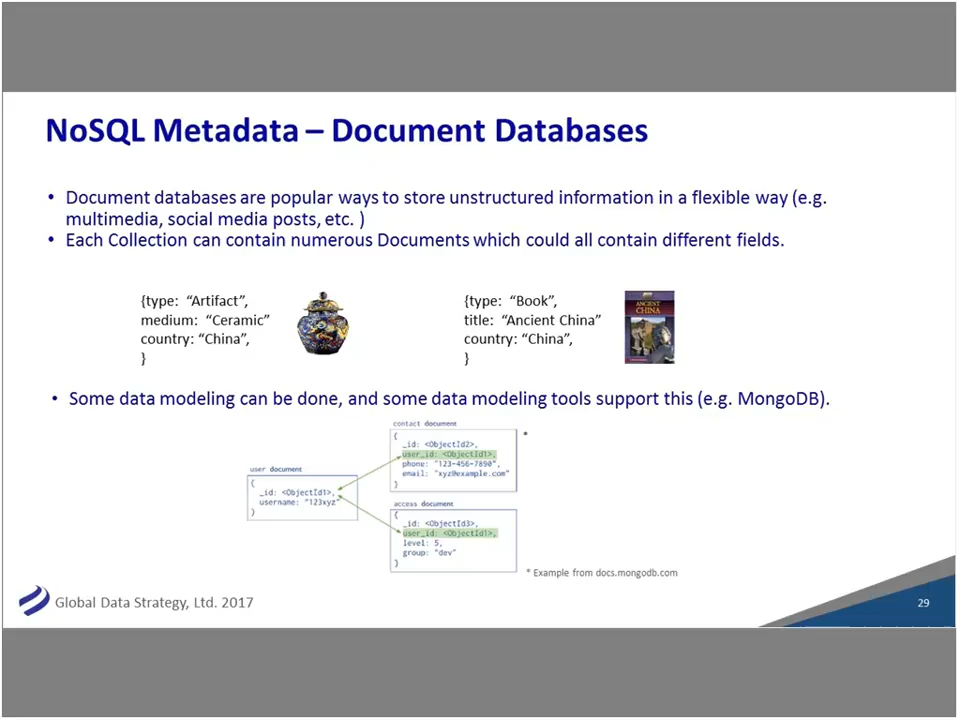 NoSQL Metadata – Document Databases
• Document databases are popular ways to store unstructured information in a flexible way (e.g.
multimedia, social media posts, etc. )
• Each Collection can contain numerous Documents which could all contain different fields.
{type: “Artifact”,
medium: “Ceramic”
country: “China”,
}
{type: “Book”,
title: “Ancient China”
country: “China”,
}
ANCIENT
CHINA
• Some data modeling can be done, and some data modeling tools support this (e.g. MongoDB).
user document
{
_id: <ObjectId1>,
username: "123xyz"
}
contact document
{
_id: <ObjectId2>,
user_id: <ObjectId1>,
phone: "123-456-7890",
email: "xyz@example.com"
}
*
access document
{
_id: <ObjectId3>,
user_id: <ObjectId1>,
level: 5,
group: "dev"
}
* Example from docs.mongodb.com
Global Data Strategy, Ltd. 2017
29